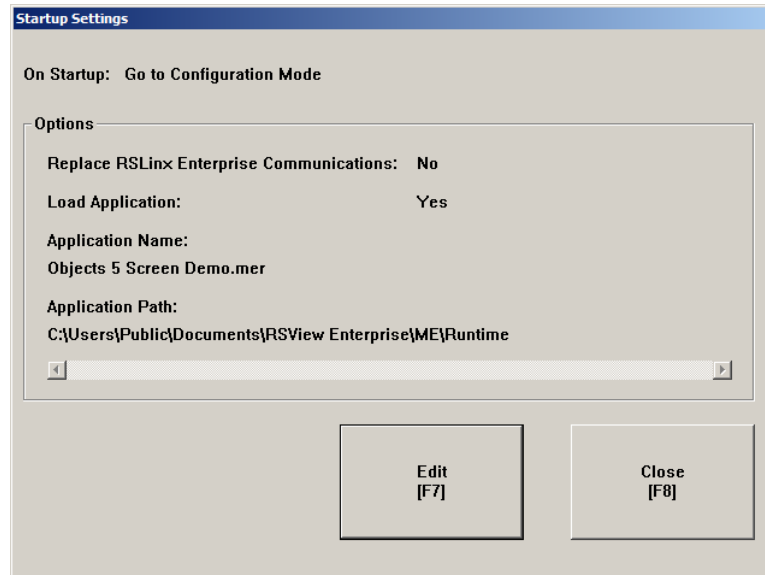 Startup Settings
On Startup: Go to Configuration Mode
Options
Replace RSLinx Enterprise Communications: No
Load Application: Yes
Application Name:
Objects 5 Screen Demo.mer
Application Path:
C:\Users\Public\Documents\RSView Enterprise\ME\Runtime
Edit
[F7]
Close
[F8]